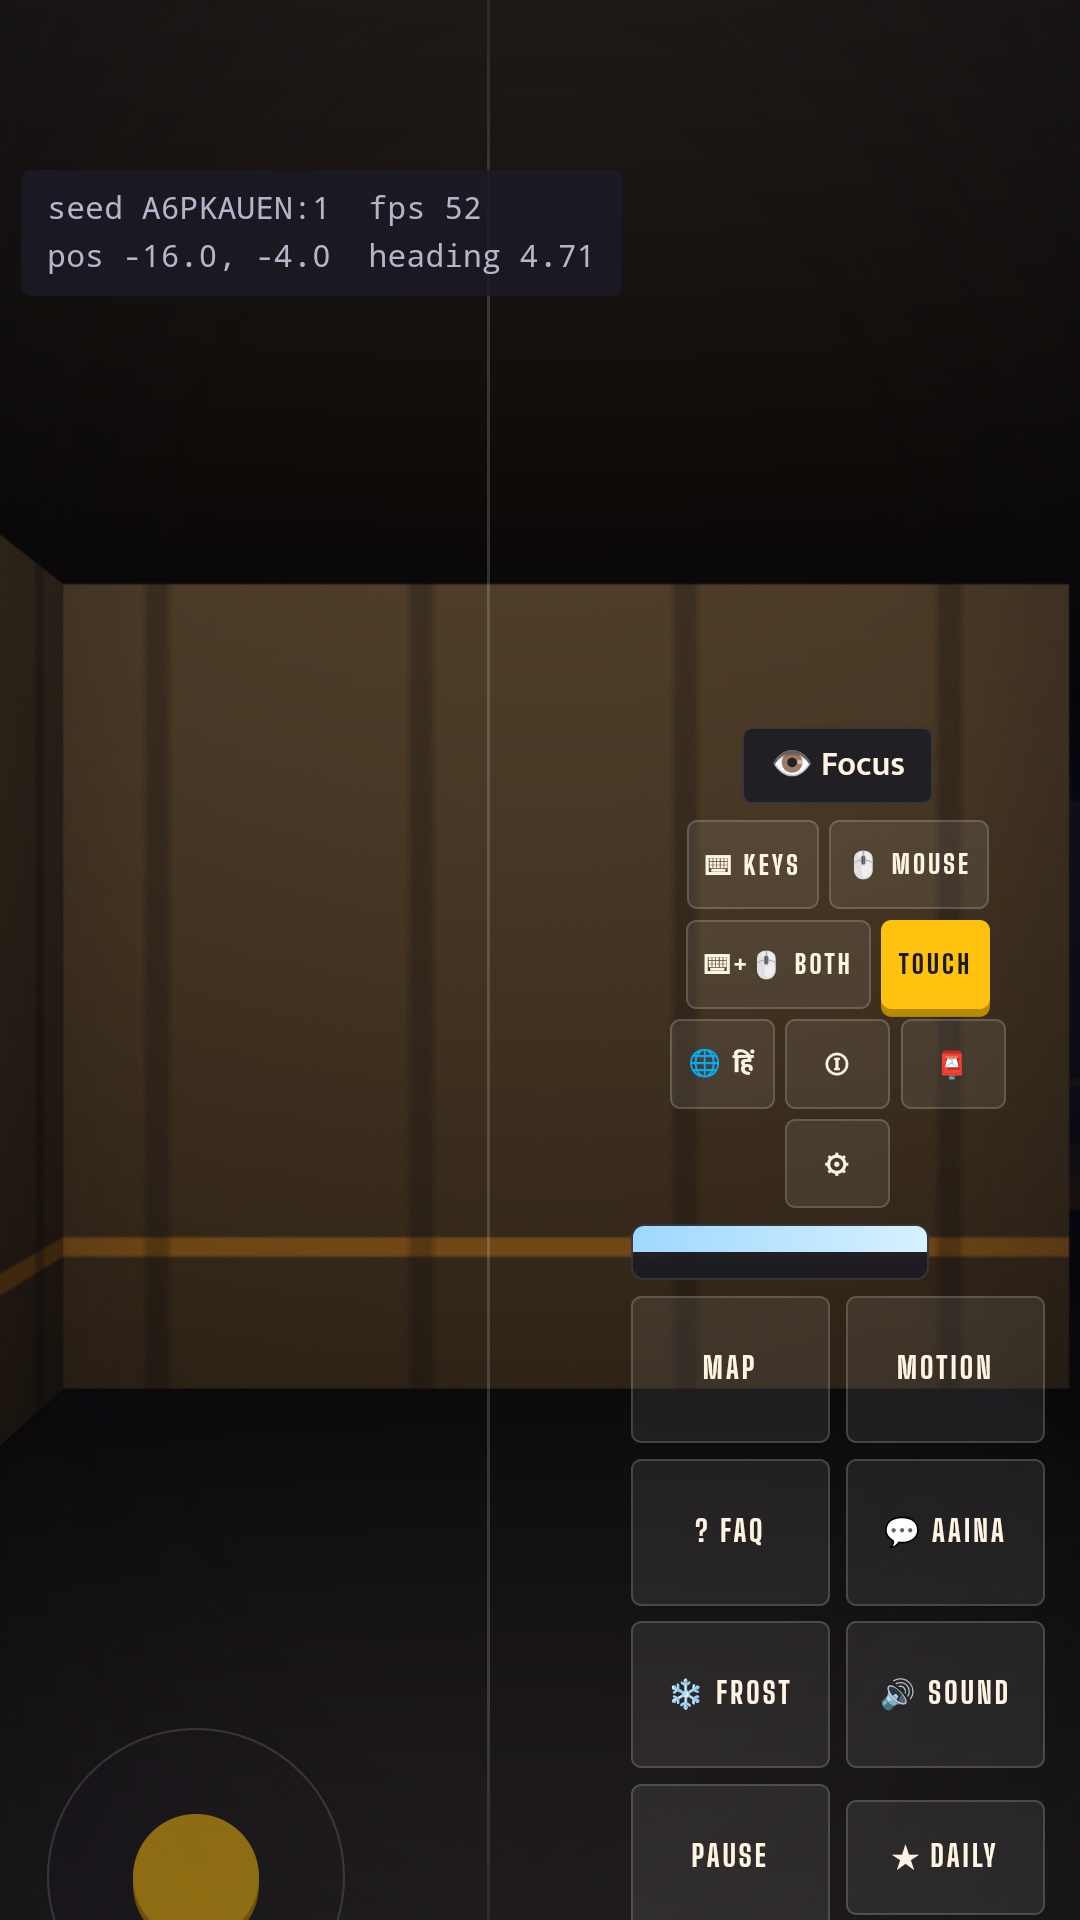 seed A6PKAUEN:1 fps 52
pos -16.0, -4.0 heading 4.71
👁️ Focus
⌨ KEYS
🖱️ MOUSE
⌨+🖱️ BOTH
TOUCH
🌐 हिं
ⓘ
📮
⚙
MAP
MOTION
? FAQ
💬 AAINA
❄️ FROST
🔊 SOUND
PAUSE
★ DAILY